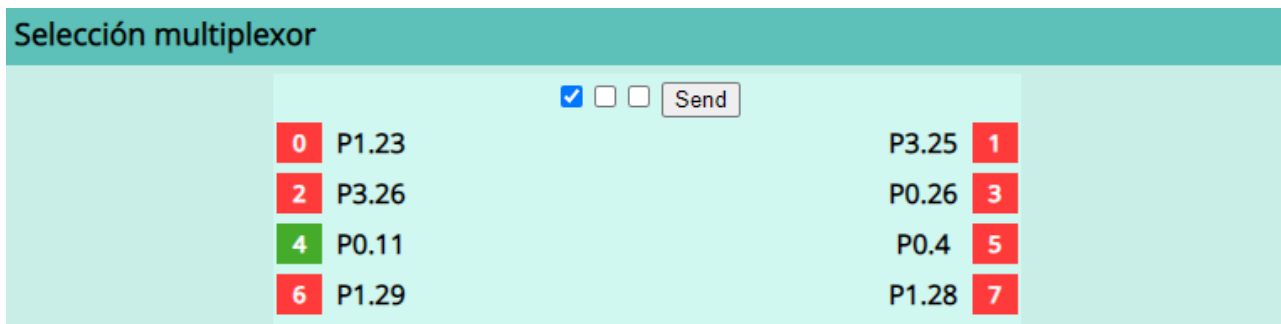 Selección multiplexor
Send
0 P1.23 P3.25 1
2 P3.26 P0.26 3
4 P0.11 P0.4 5
6 P1.29 P1.28 7